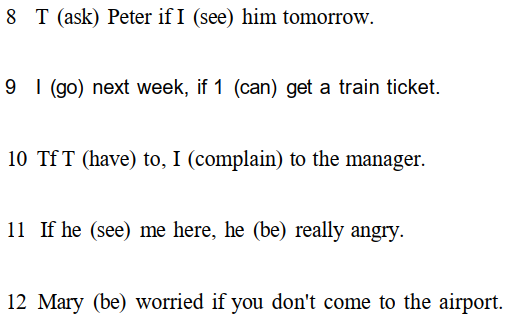 8 T (ask) Peter if I (see) him tomorrow.
9 I (go) next week, if 1 (can) get a train ticket.
10 Tf T (have) to, I (complain) to the manager.
11 If he (see) me here, he (be) really angry.
12 Mary (be) worried if you don't come to the airport.